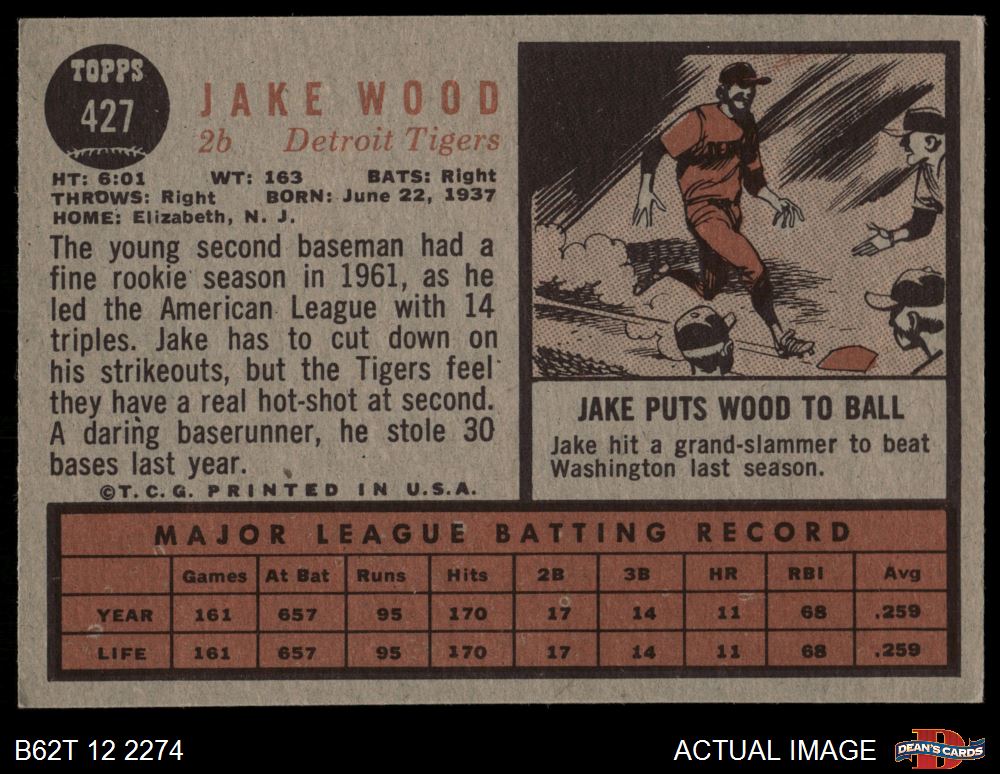 TOPPS
427
JAKE WOOD
2b Detroit Tigers
HT: 6:01 WT: 163 BATS: Right
THROWS: Right BORN: June 22, 1937
HOME: Elizabeth, N. J.
The young second baseman had a
fine rookie season in 1961, as he
led the American League with 14
triples. Jake has to cut down on
his strikeouts, but the Tigers feel
they have a real hot-shot at second.
A daring baserunner, he stole 30
bases last year.
©T. C. G. PRINTED IN U.S.A.
JAKE PUTS WOOD TO BALL
Jake hit a grand-slammer to beat
Washington last season.
MAJOR LEAGUE BATTING RECORD
Games At Bat Runs Hits 2B 3B HR RBI Avg
YEAR 161 657 95 170 17 14 11 68 .259
LIFE 161 657 95 170 17 14 11 68 .259
B62T 12 2274 ACTUAL IMAGE DEAN'S CARDS